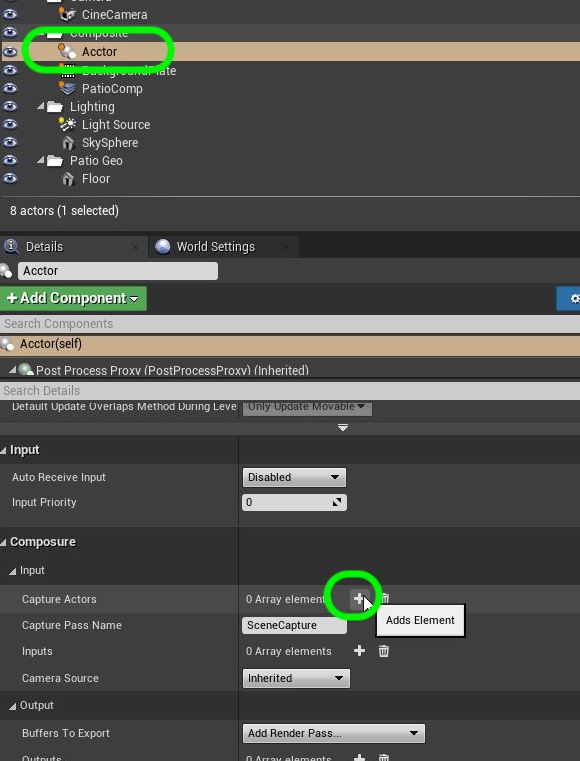 Camera
CineCamera
Composite
Acctor
BackgroundPlate
PatioComp
Lighting
Light Source
SkySphere
Patio Geo
Floor
8 actors (1 selected)
Details
World Settings
Acctor
+ Add Component
Search Components
Acctor(self)
Post Process Proxy (PostProcessProxy) (Inherited)
Search Details
Default Update Overlaps Method During Level Only Update Movable
Input
Auto Receive Input Disabled
Input Priority 0
Composure
Input
Capture Actors 0 Array elements
Adds Element
Capture Pass Name SceneCapture
Inputs 0 Array elements
Camera Source Inherited
Output
Buffers To Export Add Render Pass...
Outputs 0 Array elements